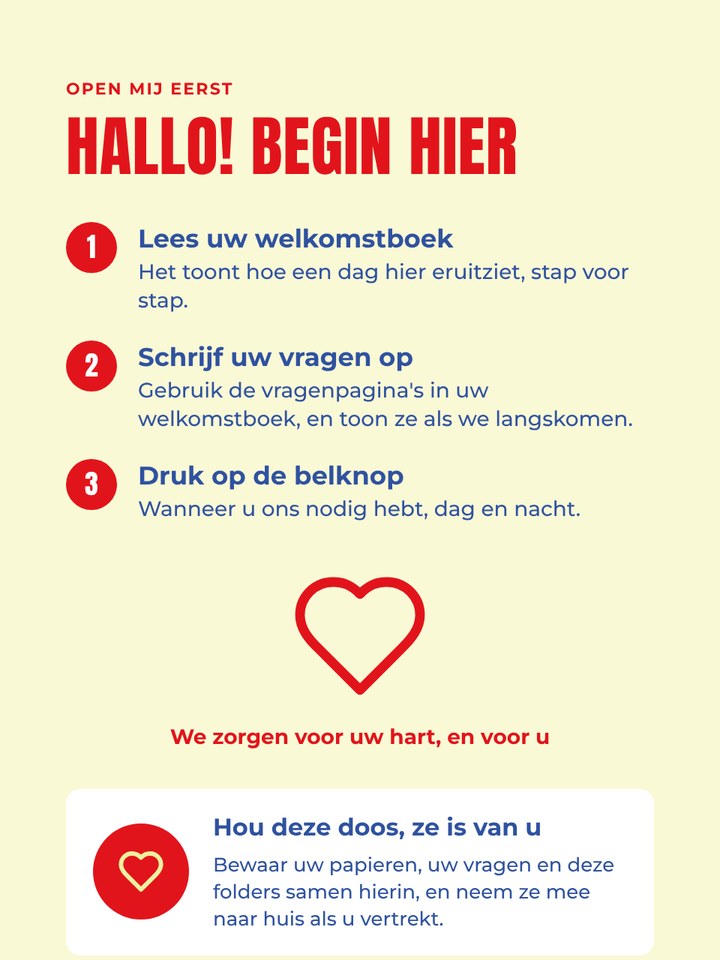 OPEN MIJ EERST
HALLO! BEGIN HIER
1
Lees uw welkomstboek
Het toont hoe een dag hier eruitziet, stap voor
stap.
2
Schrijf uw vragen op
Gebruik de vragenpagina's in uw
welkomstboek, en toon ze als we langskomen.
3
Druk op de belknop
Wanneer u ons nodig hebt, dag en nacht.
We zorgen voor uw hart, en voor u
Hou deze doos, ze is van u
Bewaar uw papieren, uw vragen en deze
folders samen hierin, en neem ze mee
naar huis als u vertrekt.